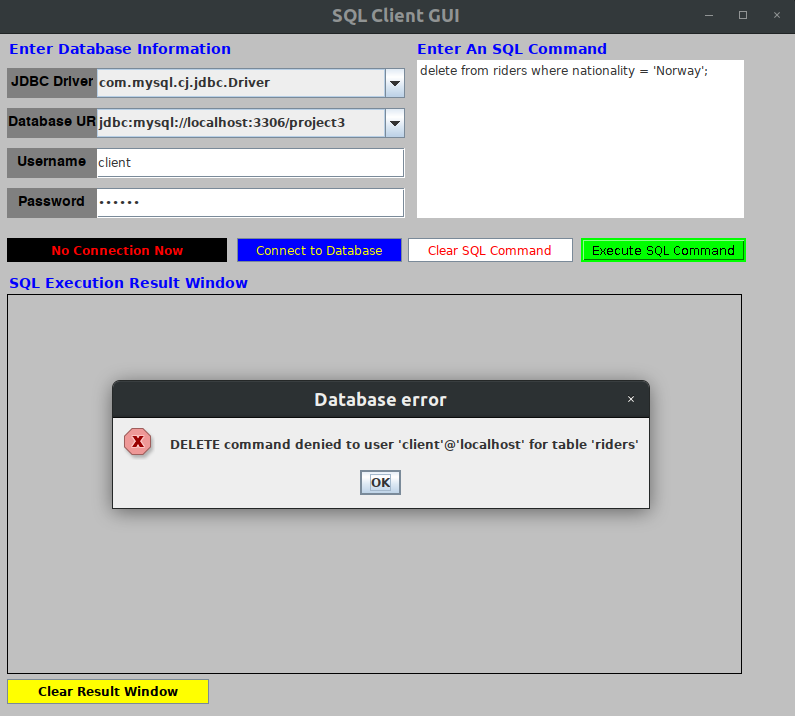 SQL Client GUI
Enter Database Information
Enter An SQL Command
JDBC Driver
com.mysql.cj.jdbc.Driver
delete from riders where nationality = 'Norway';
Database UR
jdbc:mysql://localhost:3306/project3
Username
client
Password
••••••
No Connection Now
Connect to Database
Clear SQL Command
Execute SQL Command
SQL Execution Result Window
Database error
DELETE command denied to user 'client'@'localhost' for table 'riders'
OK
Clear Result Window